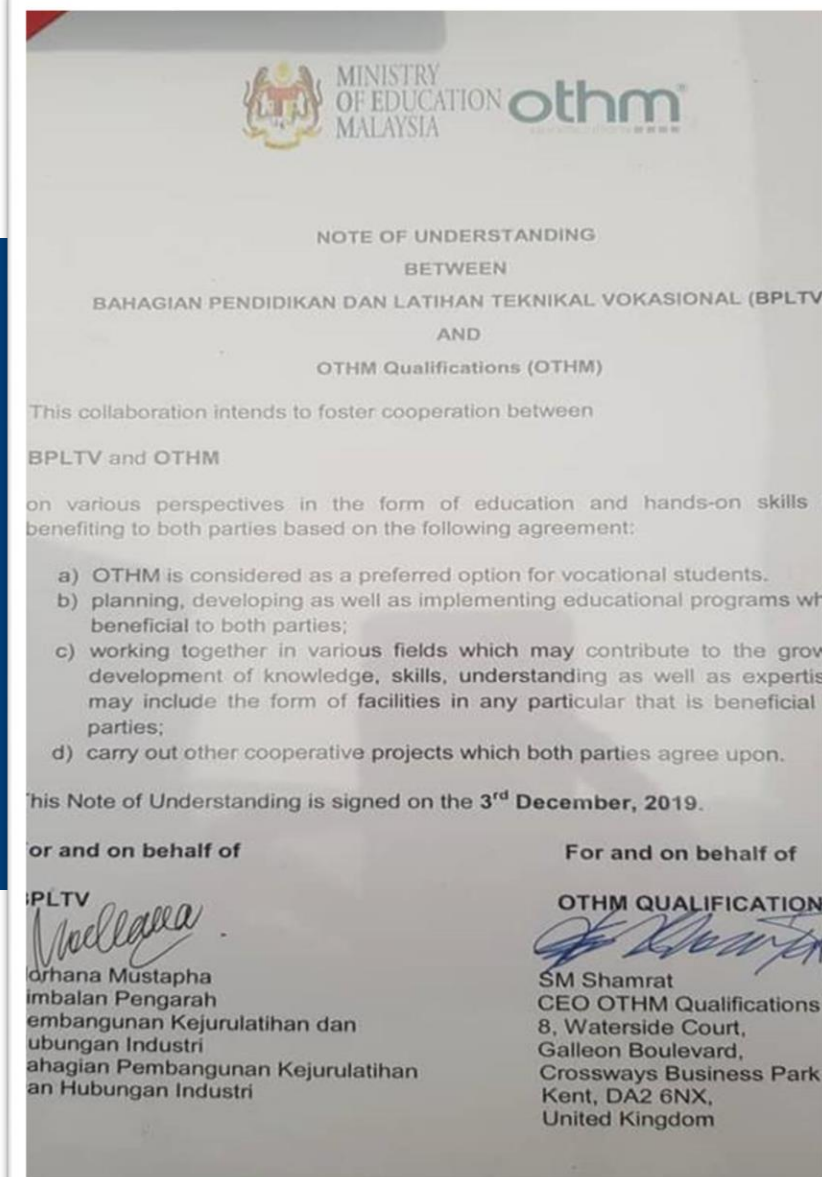 MINISTRY
OF EDUCATION
MALAYSIA
othm
NOTE OF UNDERSTANDING
BETWEEN
BAHAGIAN PENDIDIKAN DAN LATIHAN TEKNIKAL VOKASIONAL (BPLTV
AND
OTHM Qualifications (OTHM)
This collaboration intends to foster cooperation between
BPLTV and OTHM
on various perspectives in the form of education and hands-on skills
benefiting to both parties based on the following agreement:
a) OTHM is considered as a preferred option for vocational students.
b) planning, developing as well as implementing educational programs wh
beneficial to both parties;
c) working together in various fields which may contribute to the grow
development of knowledge, skills, understanding as well as expertis
may include the form of facilities in any particular that is beneficial
parties;
d) carry out other cooperative projects which both parties agree upon.
his Note of Understanding is signed on the 3rd December, 2019.
or and on behalf of
For and on behalf of
PLTV
OTHM QUALIFICATION
arhana Mustapha
imbalan Pengarah
embangunan Kejurulatihan dan
ubungan Industri
ahagian Pembangunan Kejurulatihan
an Hubungan Industri
SM Shamrat
CEO OTHM Qualifications
8, Waterside Court,
Galleon Boulevard,
Crossways Business Park
Kent, DA2 6NX,
United Kingdom